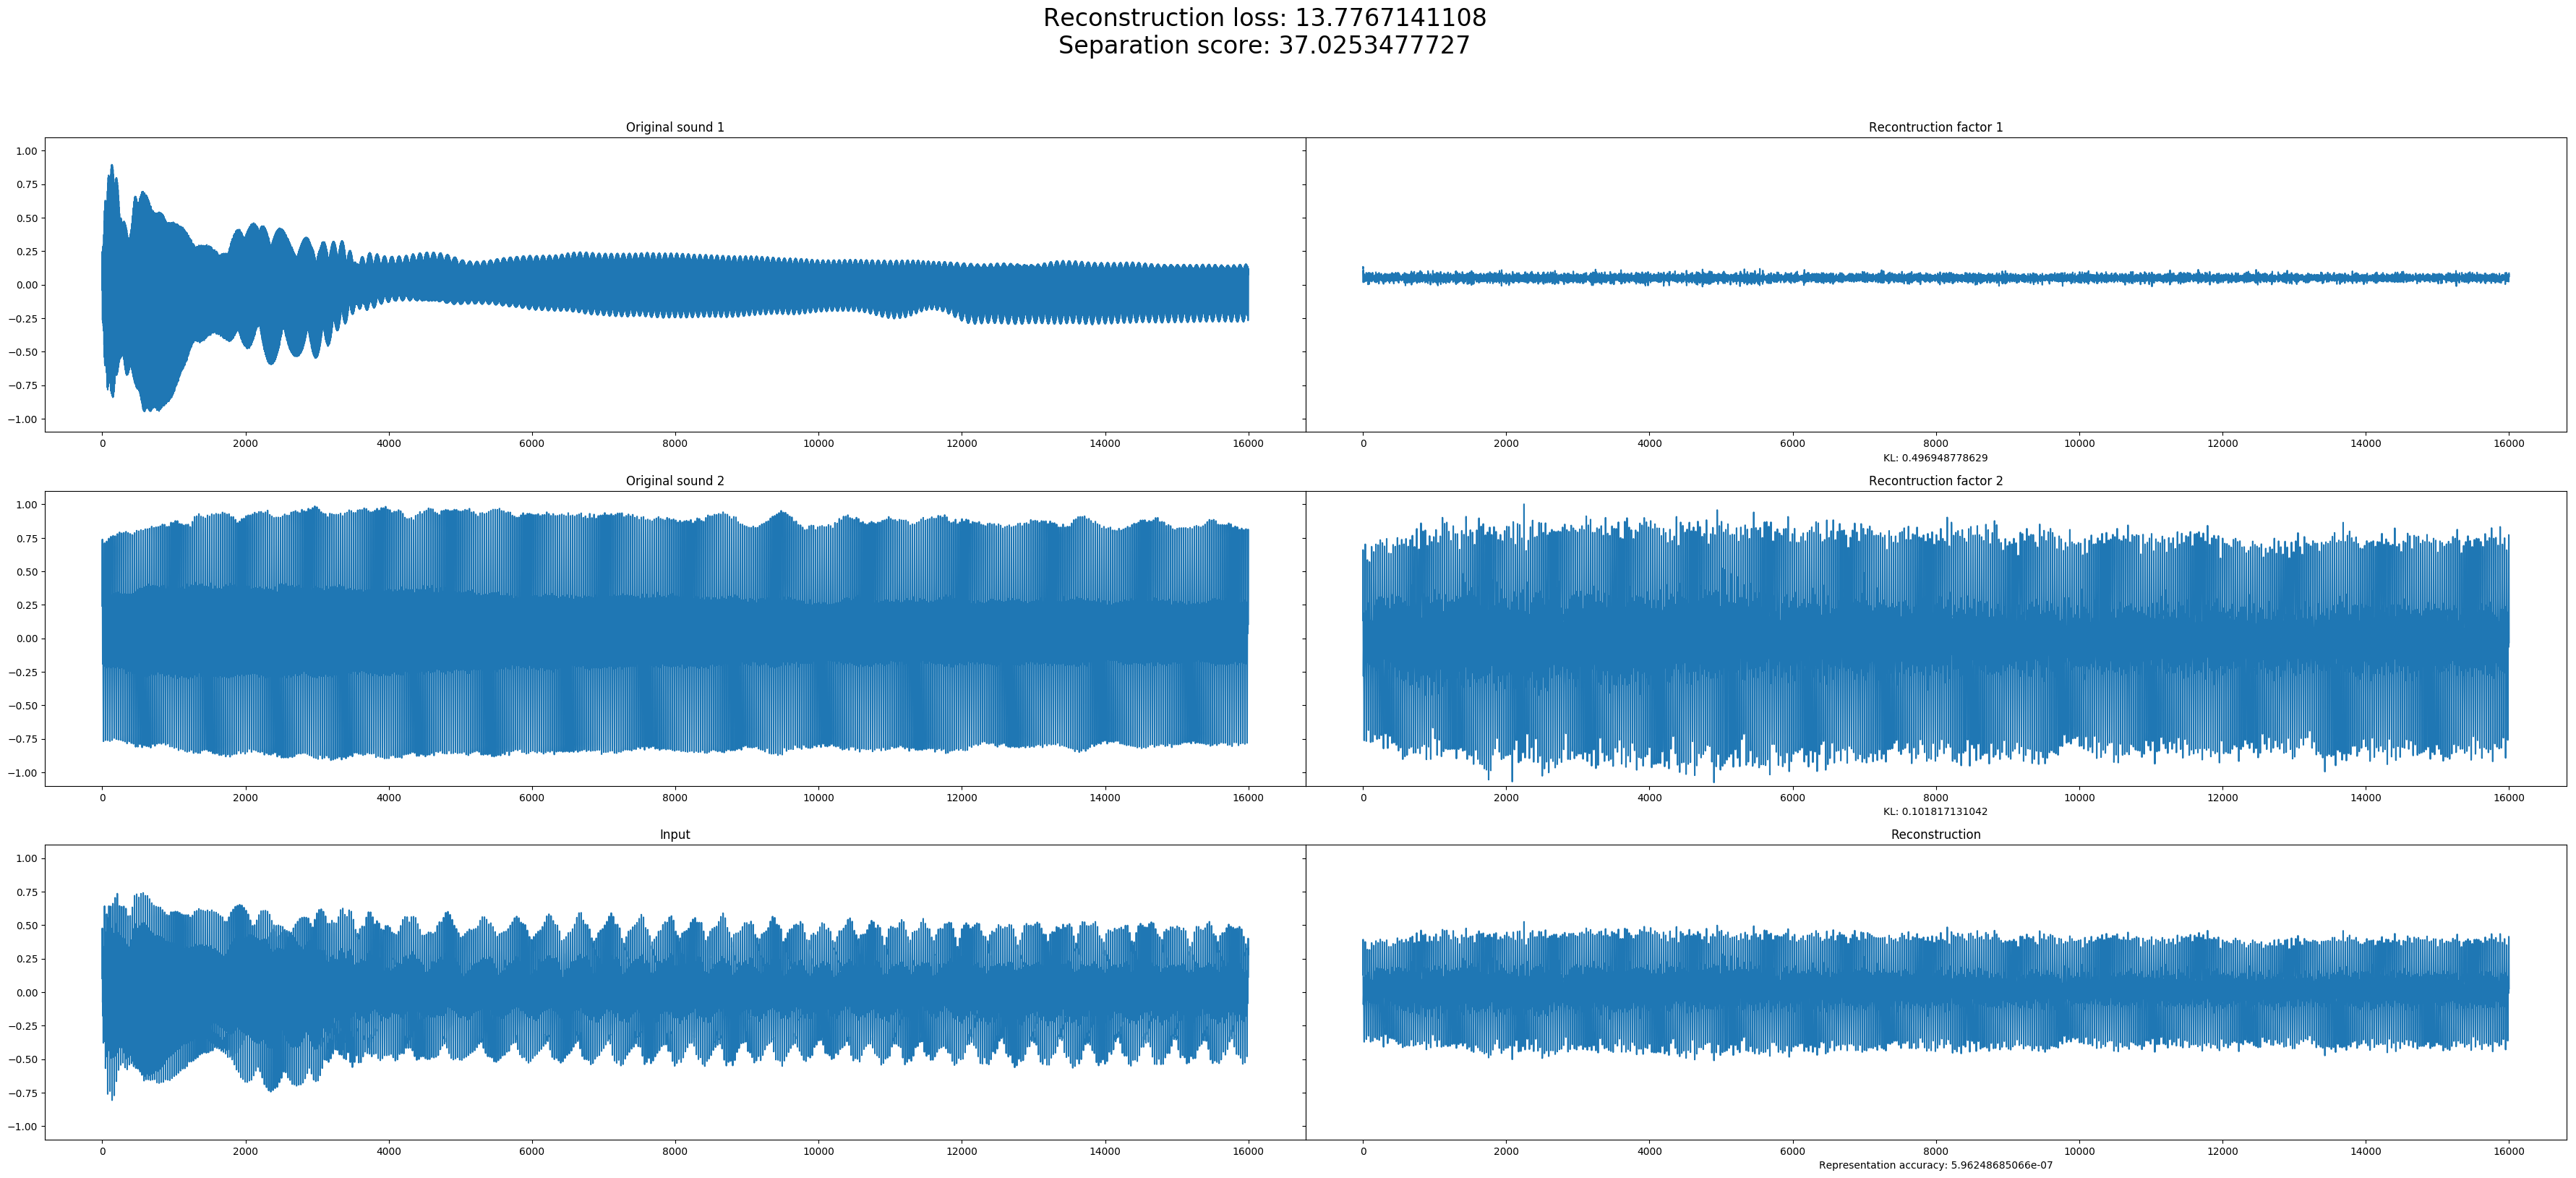 Reconstruction loss: 13.7767141108
Separation score: 37.0253477727
Original sound 1
Recontruction factor 1
1.00
0.75
0.50
0.25
0.00
−0.25
−0.50
−0.75
−1.00
0 2000 4000 6000 8000 10000 12000 14000 16000
0 2000 4000 6000 8000 10000 12000 14000 16000
KL: 0.496948778629
Original sound 2
Recontruction factor 2
1.00
0.75
0.50
0.25
0.00
−0.25
−0.50
−0.75
−1.00
0 2000 4000 6000 8000 10000 12000 14000 16000
0 2000 4000 6000 8000 10000 12000 14000 16000
KL: 0.101817131042
Input
Reconstruction
1.00
0.75
0.50
0.25
0.00
−0.25
−0.50
−0.75
−1.00
0 2000 4000 6000 8000 10000 12000 14000 16000
0 2000 4000 6000 8000 10000 12000 14000 16000
Representation accuracy: 5.96248685066e-07